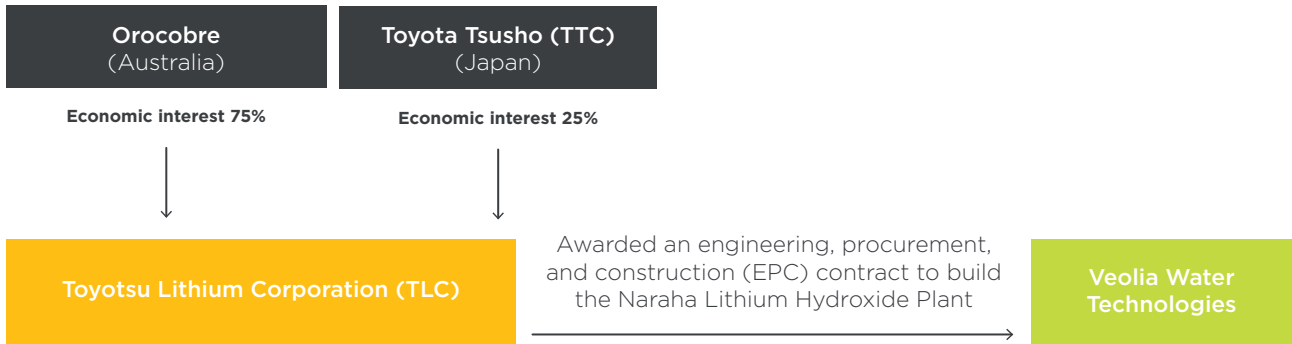 Orocobre
(Australia)
Toyota Tsusho (TTC)
(Japan)
Economic interest 75%
Economic interest 25%
Toyotsu Lithium Corporation (TLC)
Awarded an engineering, procurement,
and construction (EPC) contract to build
the Naraha Lithium Hydroxide Plant
Veolia Water
Technologies